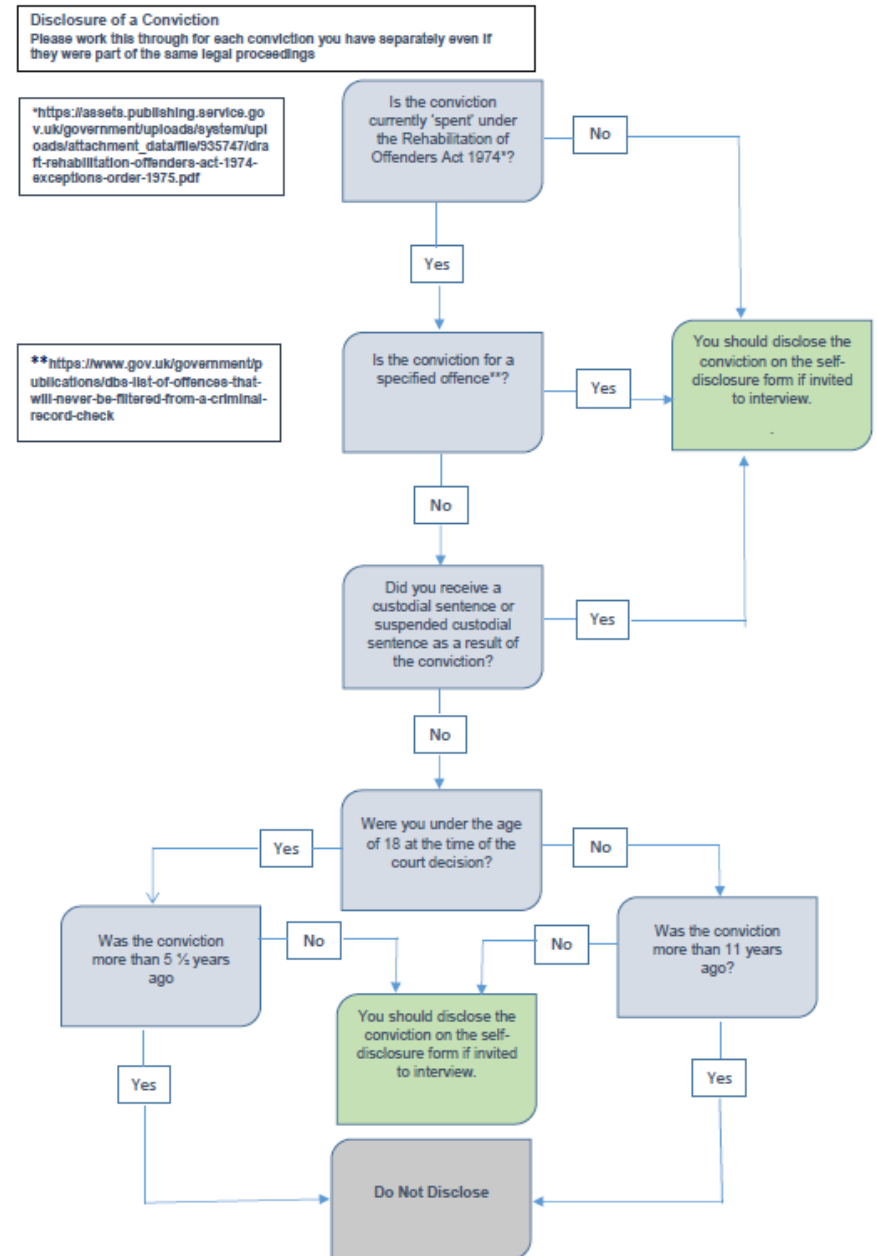 Disclosure of a Conviction
Please work this through for each conviction you have separately even if
they were part of the same legal proceedings
*https://assets.publishing.service.go
v.uk/government/uploads/system/upl
oads/attachment_data/file/935747/dra
ft-rehabilitation-offenders-act-1974-
exceptions-order-1975.pdf
Is the conviction
currently 'spent' under
the Rehabilitation of
Offenders Act 1974*?
No
Yes
**https://www.gov.uk/government/p
ublications/dbs-list-of-offences-that-
will-never-be-filtered-from-a-criminal-
record-check
Is the conviction for a
specified offence**?
Yes
You should disclose the
conviction on the self-
disclosure form if invited
to interview.
.
No
Did you receive a
custodial sentence or
suspended custodial
sentence as a result of
the conviction?
Yes
No
Were you under the age
of 18 at the time of the
court decision?
Yes
No
Was the conviction
more than 5 ½ years
ago
No
No
Was the conviction
more than 11 years
ago?
You should disclose the
conviction on the self-
disclosure form if invited
to interview.
Yes
Yes
Do Not Disclose